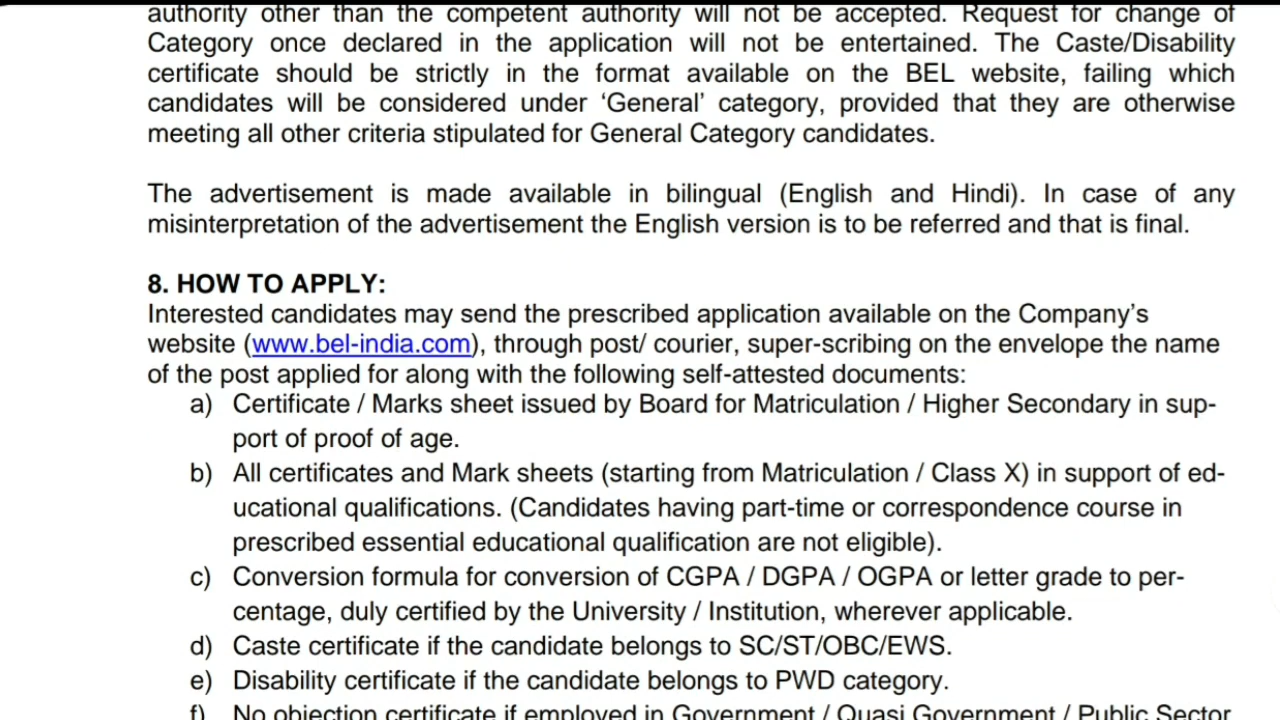 authority other than the competent authority will not be accepted. Request for change of
Category once declared in the application will not be entertained. The Caste/Disability
certificate should be strictly in the format available on the BEL website, failing which
candidates will be considered under ‘General’ category, provided that they are otherwise
meeting all other criteria stipulated for General Category candidates.
The advertisement is made available in bilingual (English and Hindi). In case of any
misinterpretation of the advertisement the English version is to be referred and that is final.
8. HOW TO APPLY:
Interested candidates may send the prescribed application available on the Company’s
website (www.bel-india.com), through post/ courier, super-scribing on the envelope the name
of the post applied for along with the following self-attested documents:
a) Certificate / Marks sheet issued by Board for Matriculation / Higher Secondary in sup-
port of proof of age.
b) All certificates and Mark sheets (starting from Matriculation / Class X) in support of ed-
ucational qualifications. (Candidates having part-time or correspondence course in
prescribed essential educational qualification are not eligible).
c) Conversion formula for conversion of CGPA / DGPA / OGPA or letter grade to per-
centage, duly certified by the University / Institution, wherever applicable.
d) Caste certificate if the candidate belongs to SC/ST/OBC/EWS.
e) Disability certificate if the candidate belongs to PWD category.
f) No objection certificate if employed in Government / Quasi Government / Public Sector